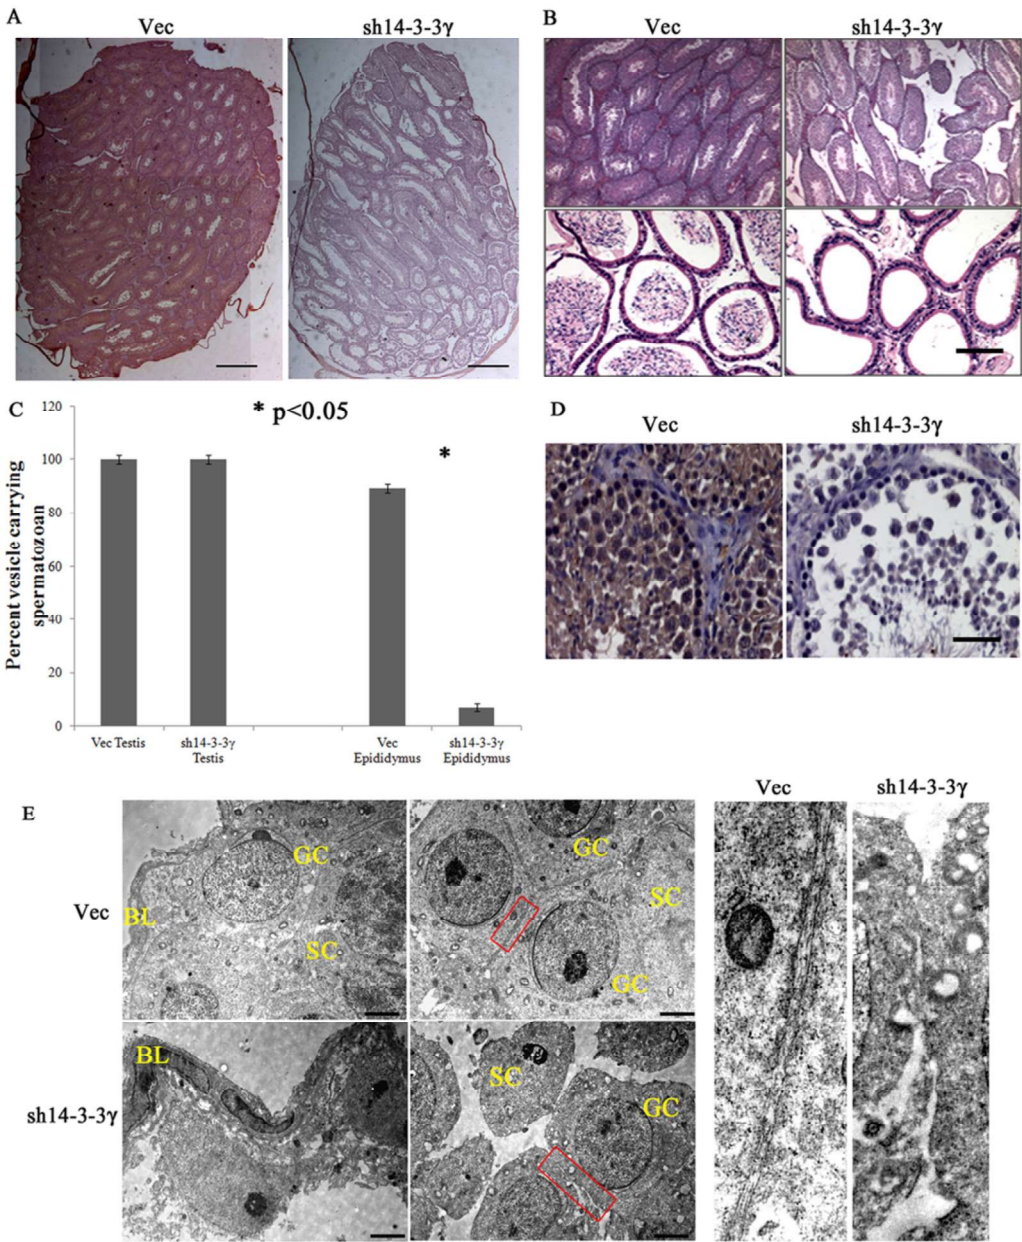 A
Vec
sh14-3-3γ
B
Vec
sh14-3-3γ
C
* p<0.05
*
Percent vesicle carrying
spermatozoan
120
100
80
60
40
20
0
Vec Testis
sh14-3-3γ
Testis
Vec
Epididymus
sh14-3-3γ
Epididymus
D
Vec
sh14-3-3γ
E
Vec
BL
GC
SC
GC
SC
GC
sh14-3-3γ
BL
SC
GC
Vec
sh14-3-3γ